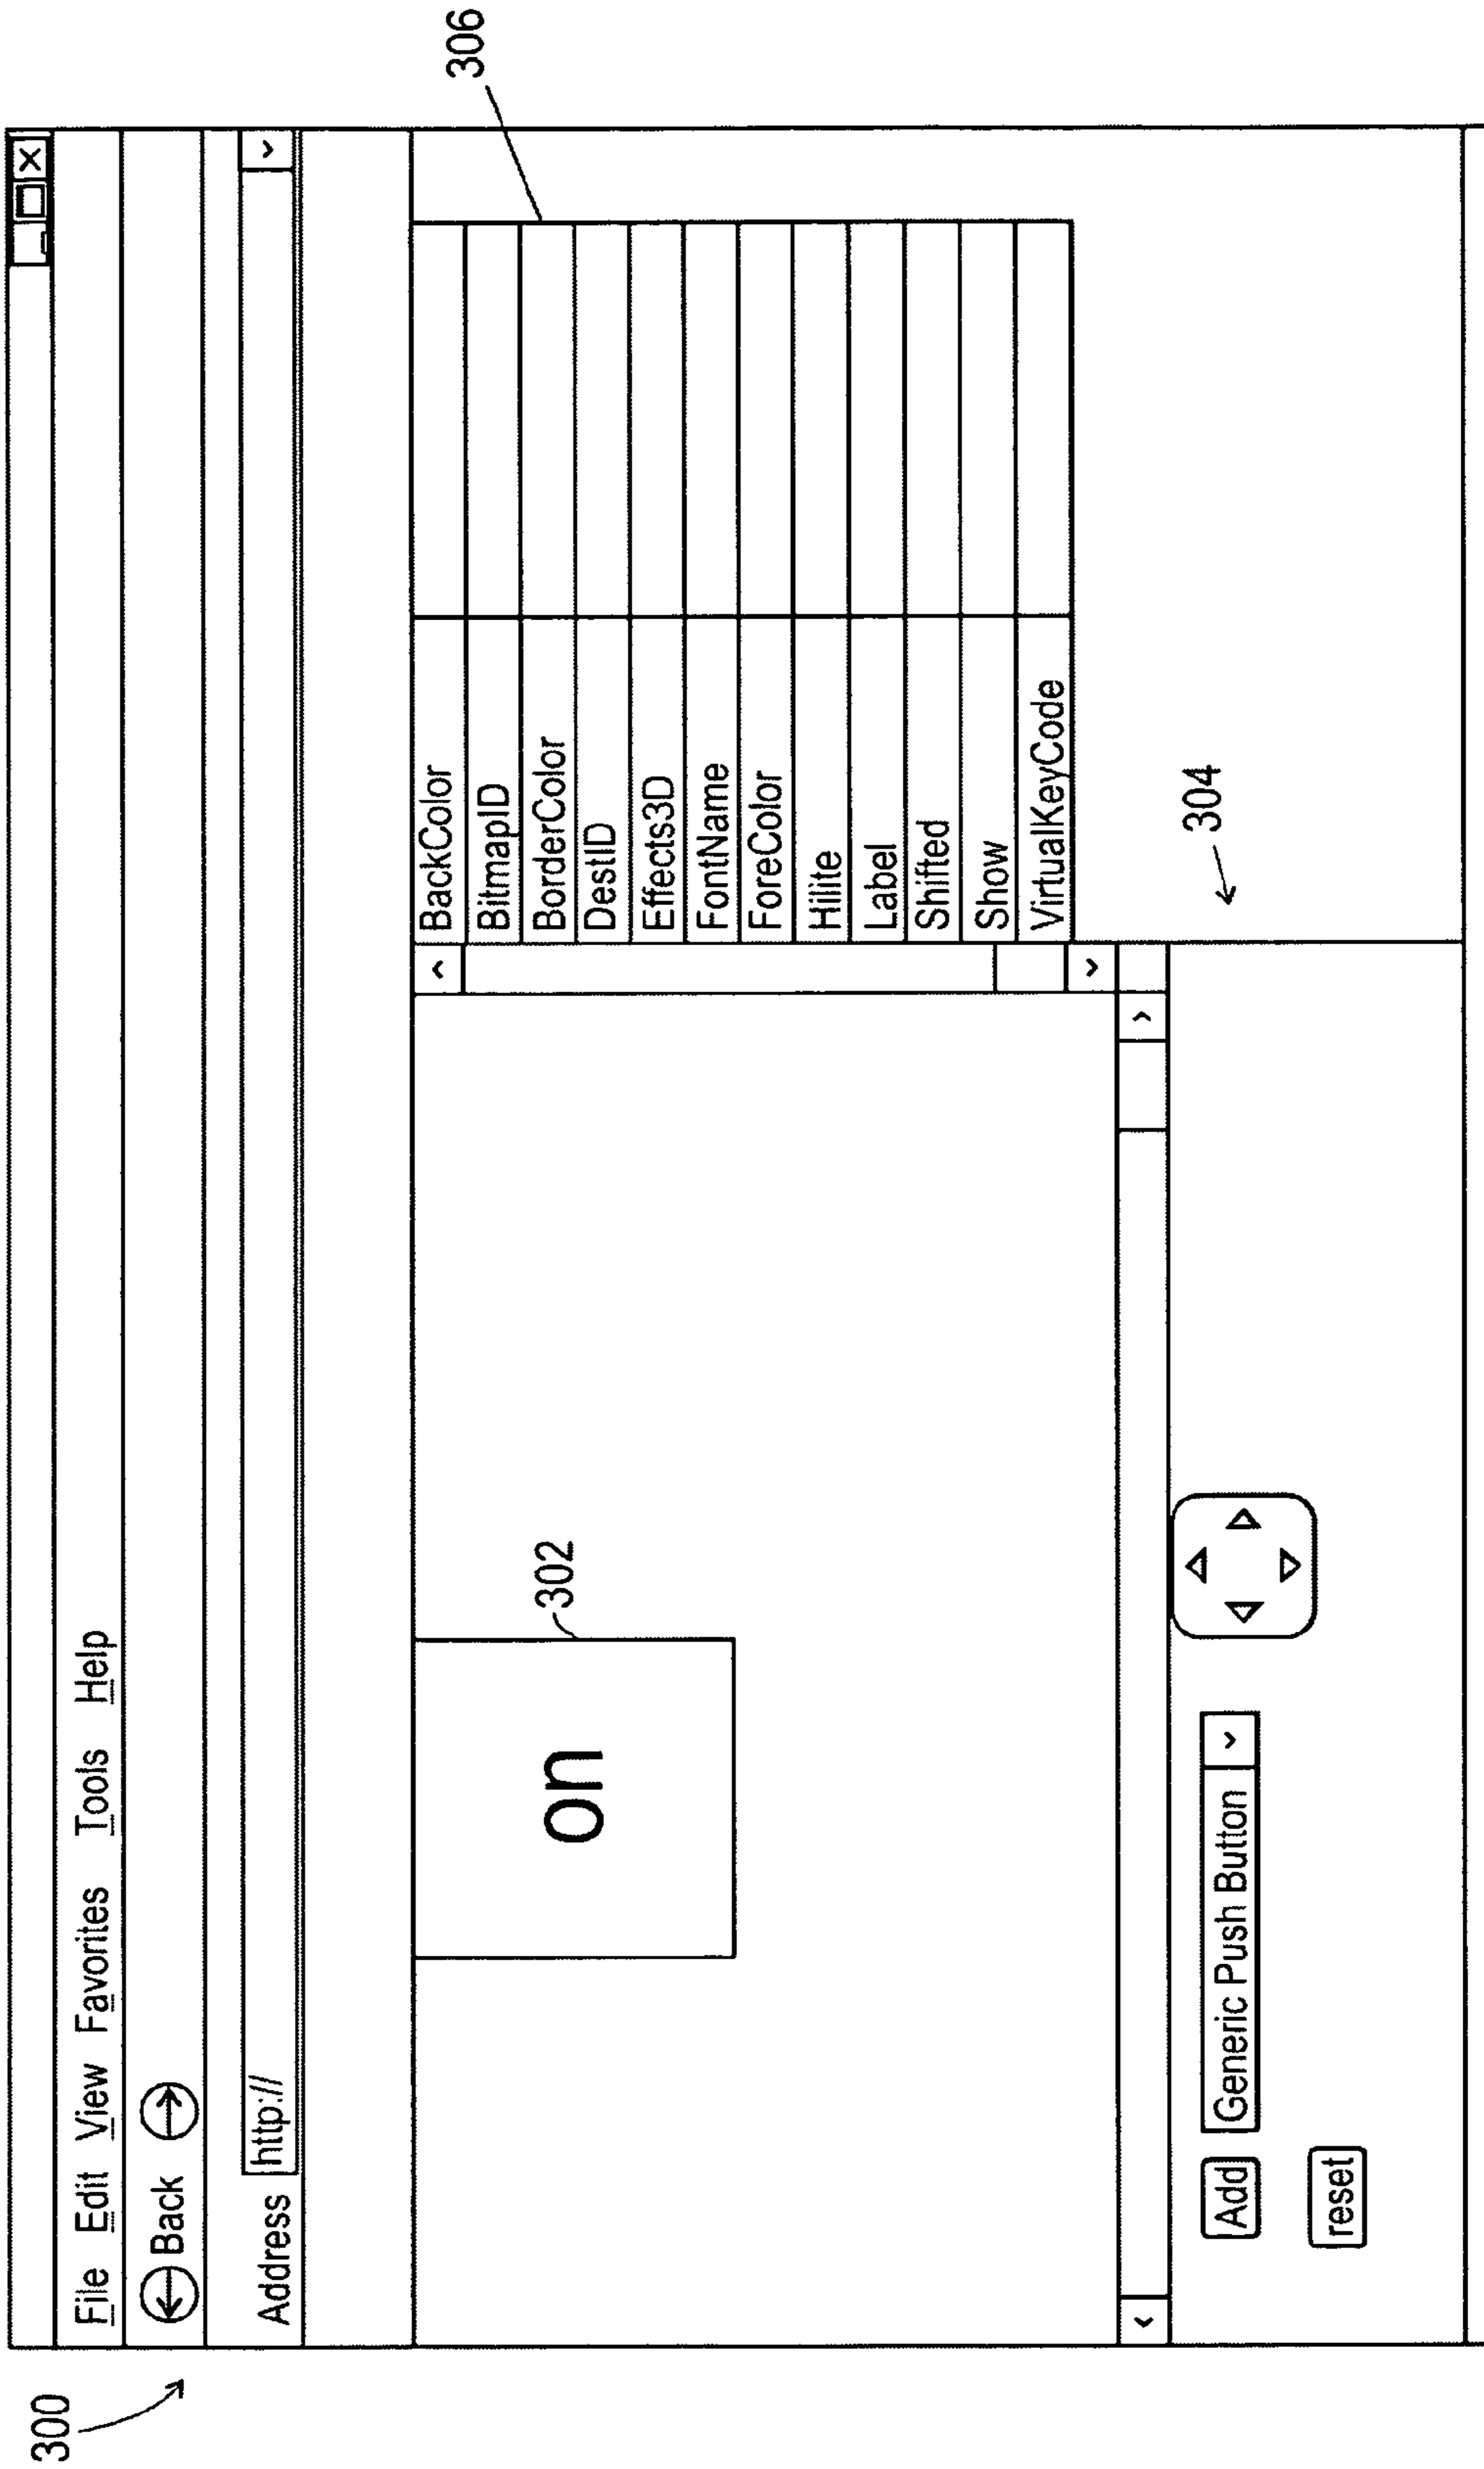 300
File Edit View Favorites Tools Help
Back
Address http://
306
BackColor
BitmapID
BorderColor
DestID
Effects3D
FontName
ForeColor
Hilite
Label
Shifted
Show
VirtualKeyCode
on
302
304
Add Generic Push Button
reset